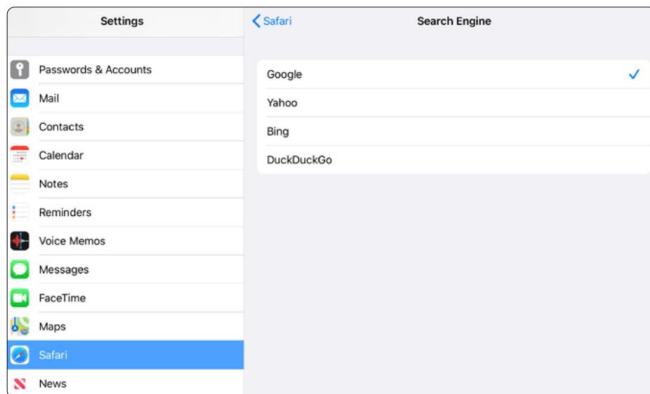 Settings
Passwords & Accounts
Mail
Contacts
Calendar
Notes
Reminders
Voice Memos
Messages
FaceTime
Maps
Safari
News
Safari
Search Engine
Google
Yahoo
Bing
DuckDuckGo